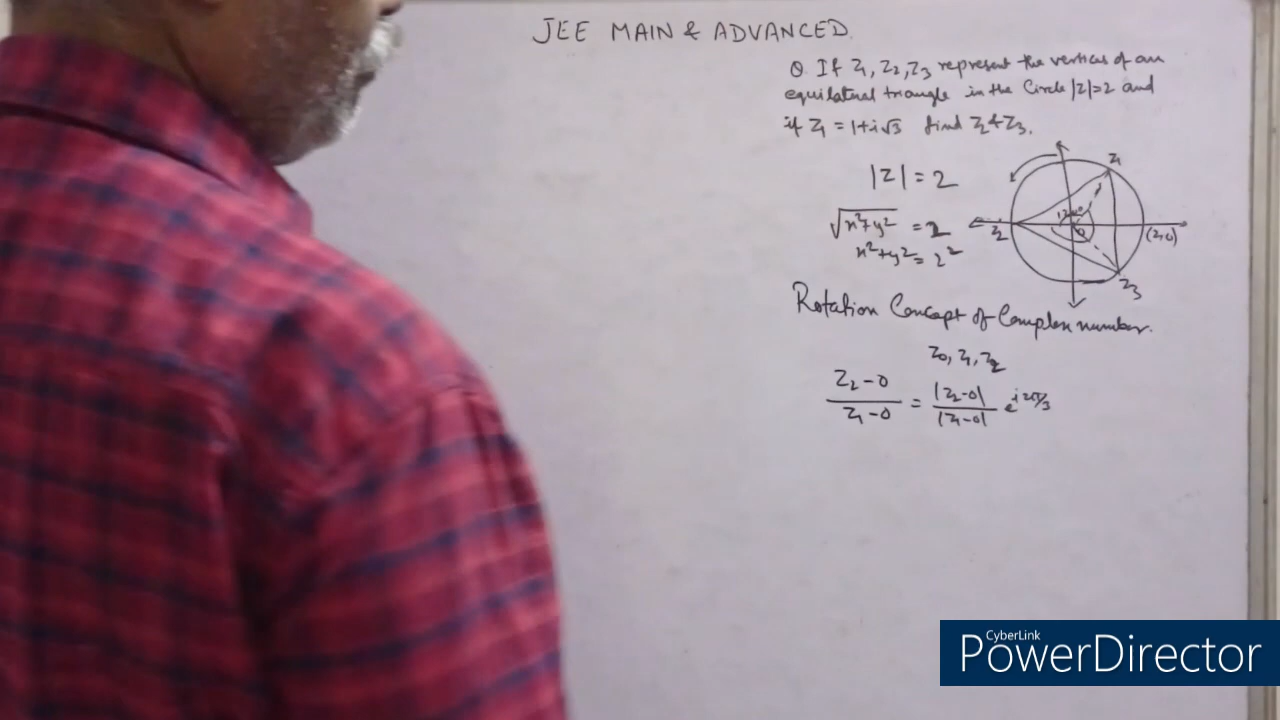 JEE MAIN & ADVANCED.
Q. If Z1, Z2, Z3 represent the vertices of an
equilateral triangle in the Circle |Z|=2 and
if Z1 = 1+i√3 find Z2 & Z3.
|Z| = 2
√x²+y² = 2
x²+y² = 2²
Z1
120°
0
Z2
(2,0)
Z3
Rotation Concept of Complex number.
Z0, Z1, Z2
Z2-0 / Z1-0 = |Z2-0| / |Z1-0| e^i2π/3
CyberLink
PowerDirector